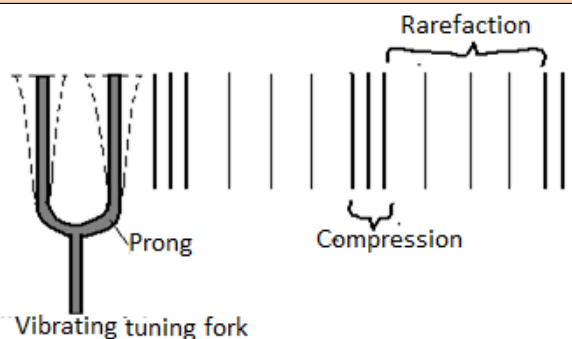 Rarefaction
Prong
Compression
Vibrating tuning fork